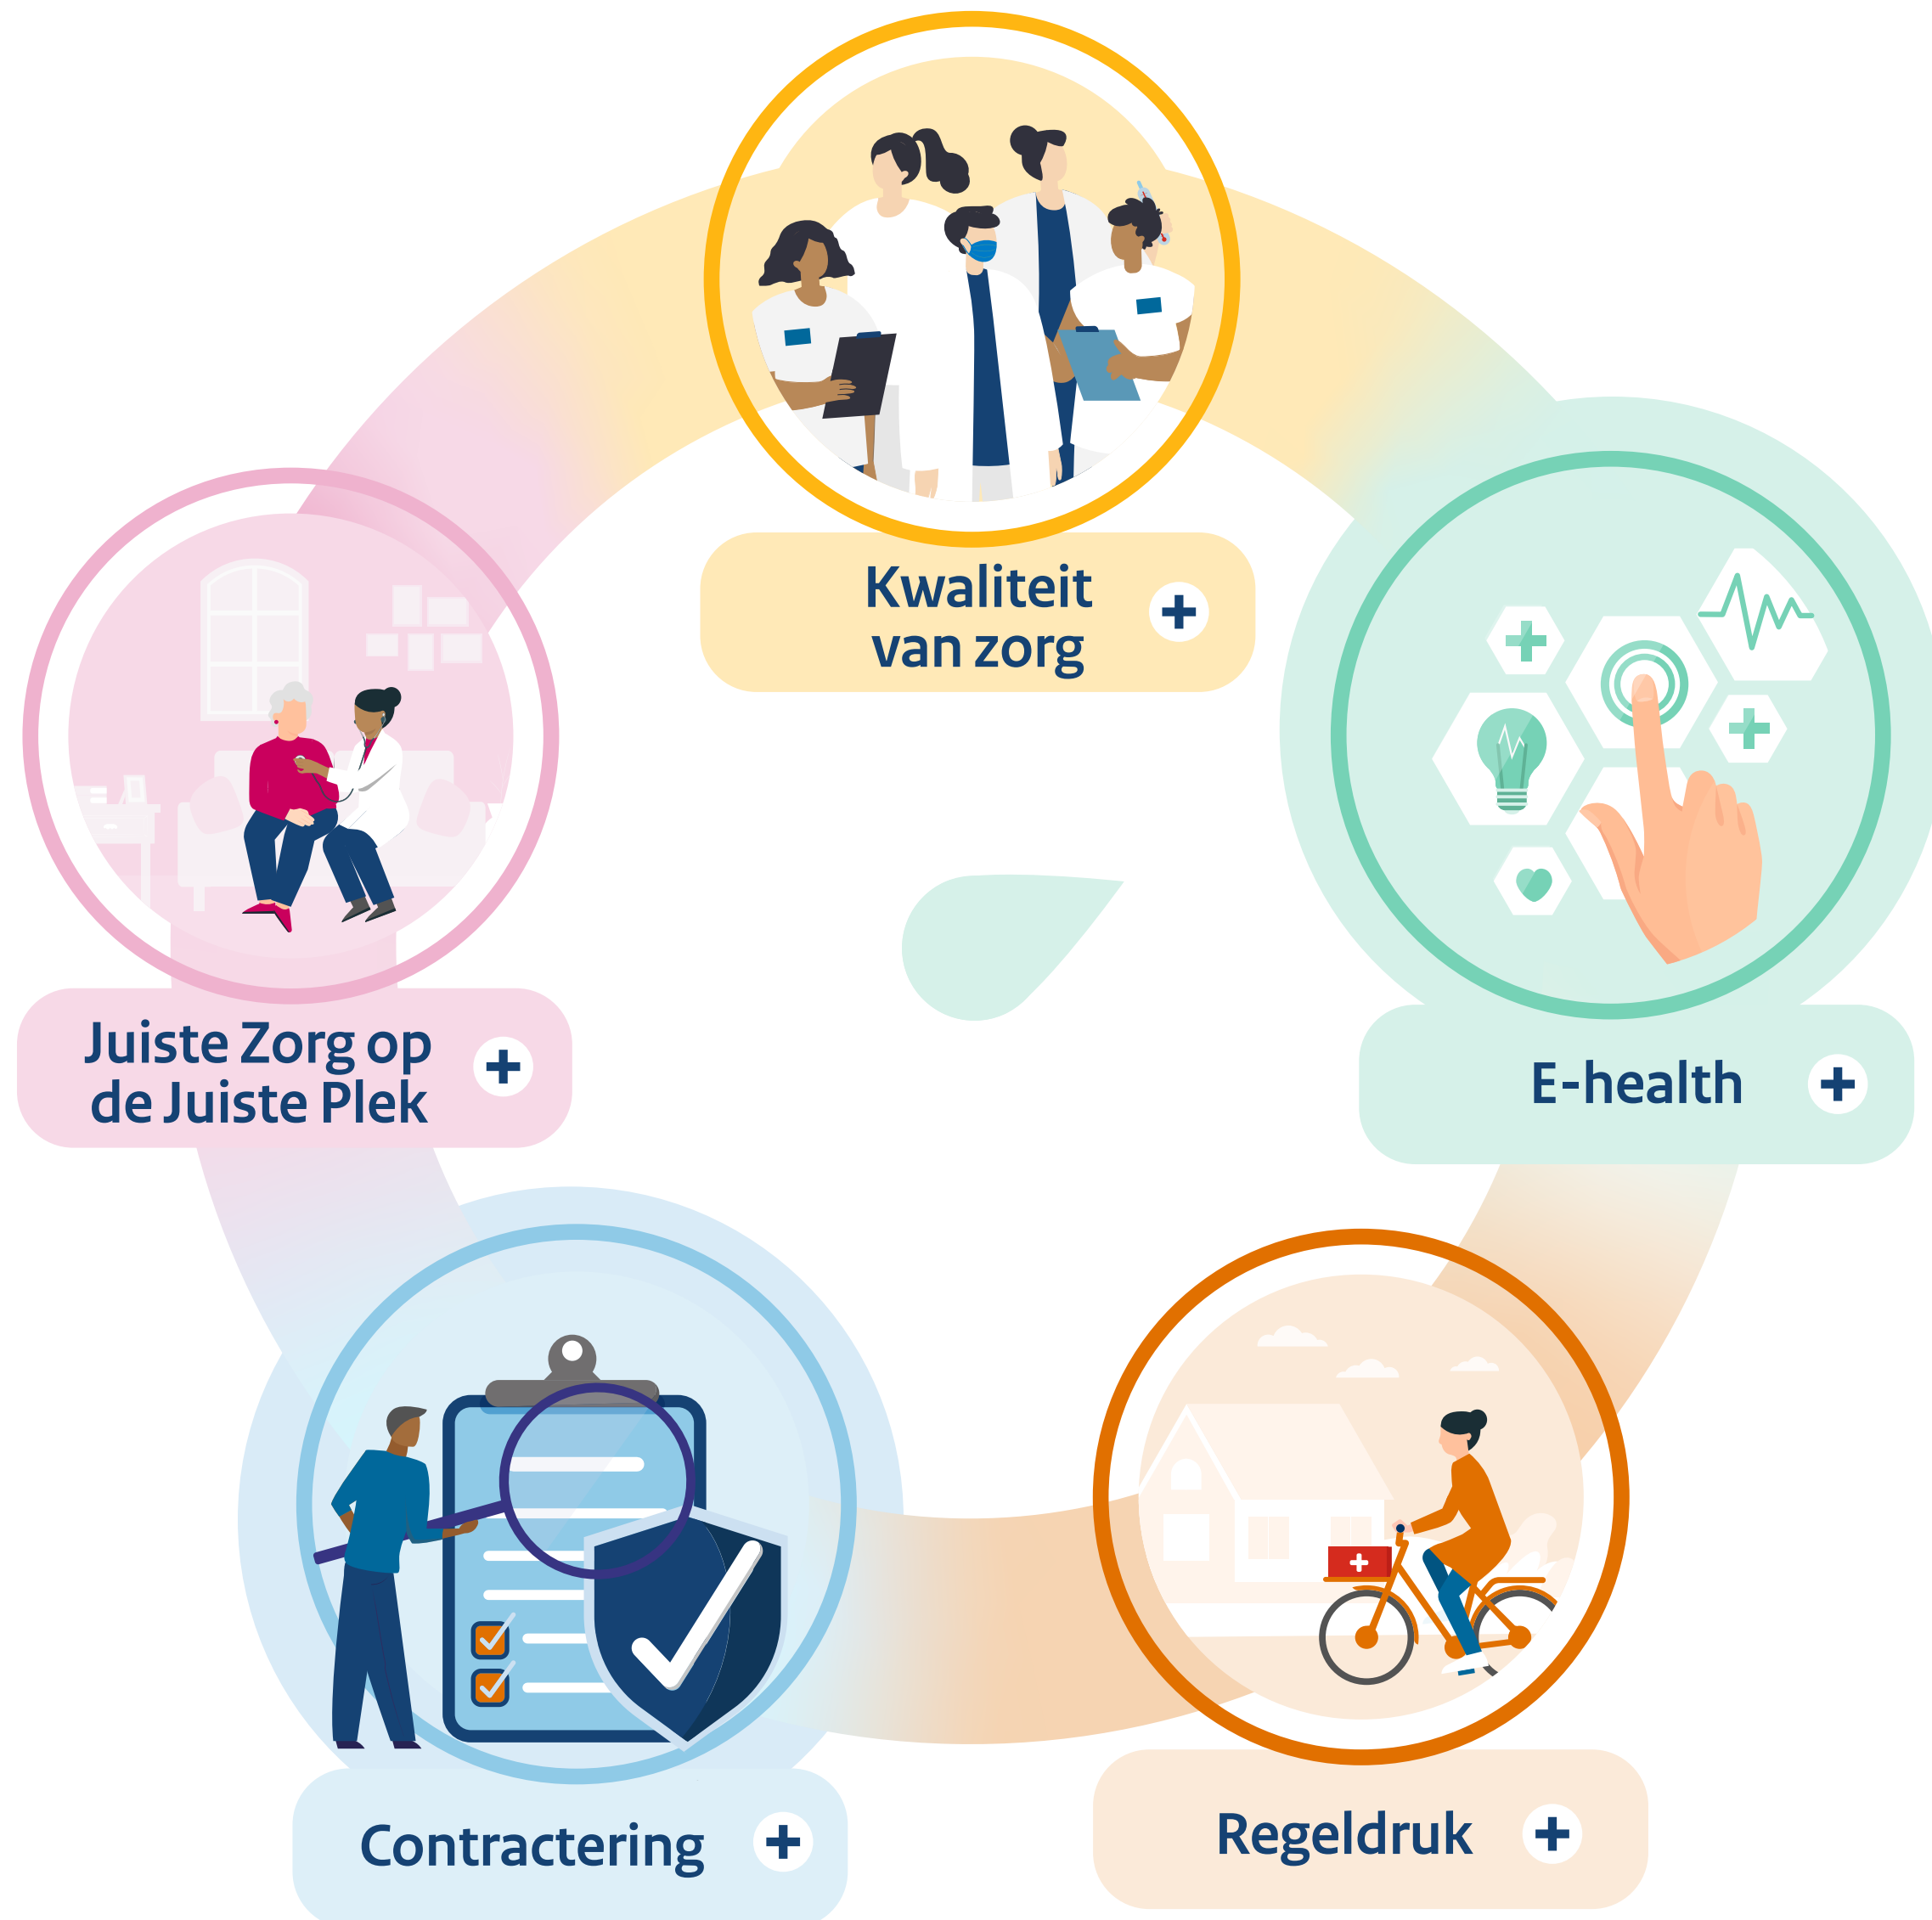 Kwaliteit
van zorg
Juiste Zorg op
de Juiste Plek
E-health
Contractering
Regeldruk